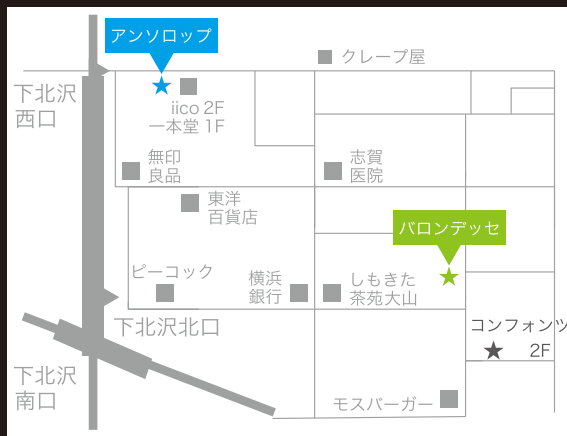 アンソロップ
クレープ屋
下北沢
西口
iico 2F
一本堂 1F
無印
良品
志賀
医院
東洋
百貨店
バロンデッセ
ピーコック
横浜
銀行
しもきた
茶苑大山
下北沢北口
コンフォンツ
2F
下北沢
南口
モスバーガー